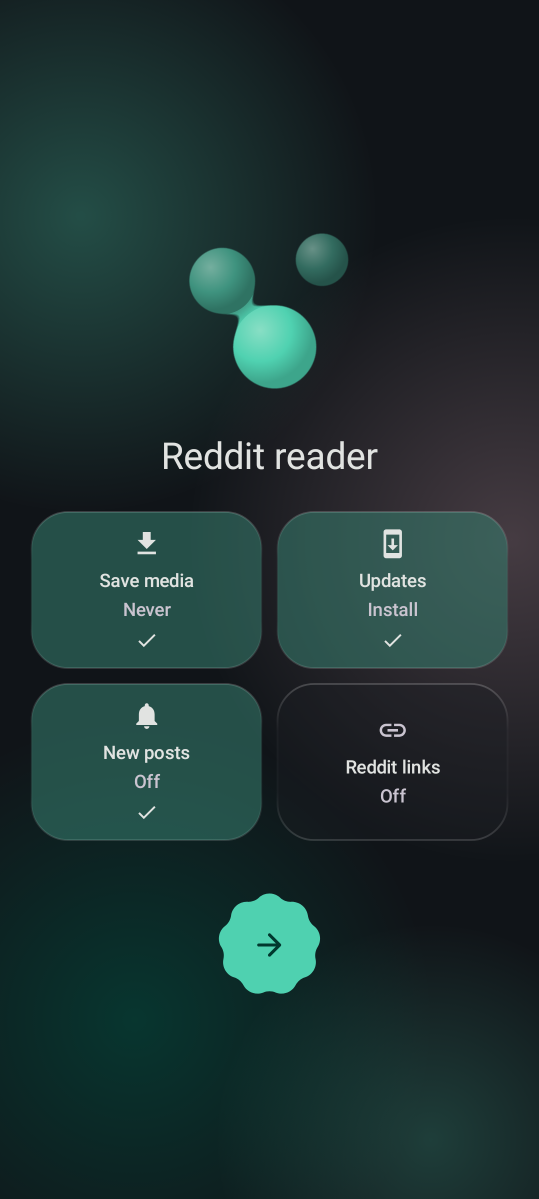 Reddit reader
Save media
Never
Updates
Install
New posts
Off
Reddit links
Off